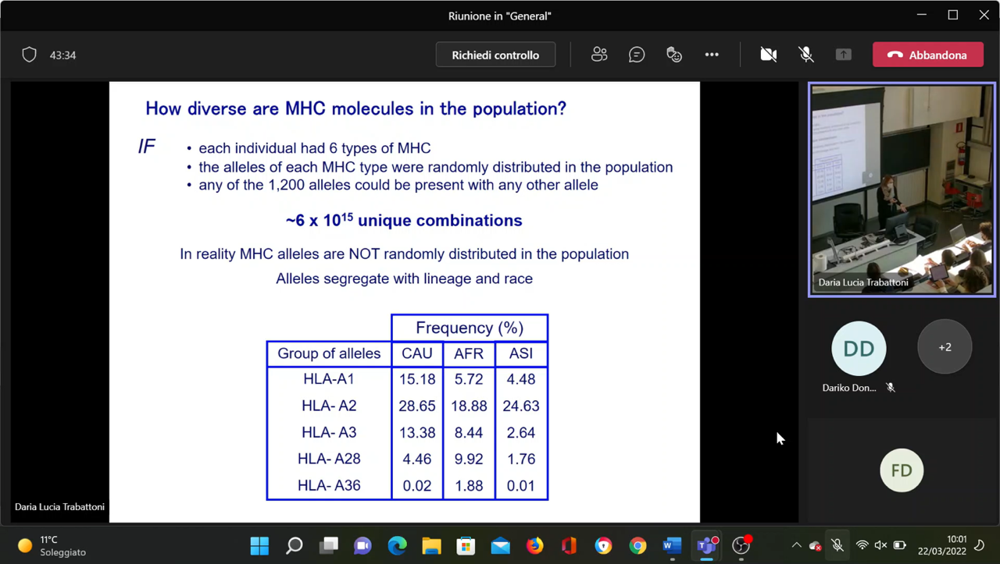 Riunione in "General"
43:34
Richiedi controllo
Abbandona
How diverse are MHC molecules in the population?
IF
• each individual had 6 types of MHC
• the alleles of each MHC type were randomly distributed in the population
• any of the 1,200 alleles could be present with any other allele
~6 x 10¹⁵ unique combinations
In reality MHC alleles are NOT randomly distributed in the population
Alleles segregate with lineage and race
Frequency (%)
Group of alleles CAU AFR ASI
HLA-A1 15.18 5.72 4.48
HLA- A2 28.65 18.88 24.63
HLA- A3 13.38 8.44 2.64
HLA- A28 4.46 9.92 1.76
HLA- A36 0.02 1.88 0.01
Daria Lucia Trabattoni
Daria Lucia Trabattoni
DD
Dariko Don...
+2
FD
11°C
Soleggiato
10:01
22/03/2022